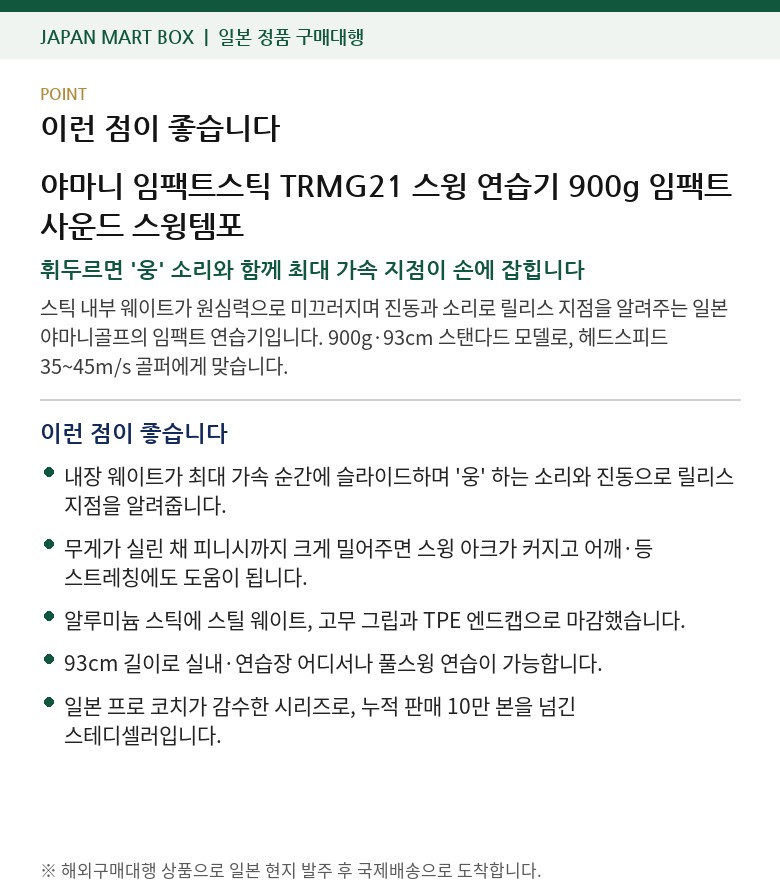 JAPAN MART BOX | 일본 정품 구매대행
POINT
이런 점이 좋습니다
야마니 임팩트스틱 TRMG21 스윙 연습기 900g 임팩트
사운드 스윙템포
휘두르면 '웅' 소리와 함께 최대 가속 지점이 손에 잡힙니다
스틱 내부 웨이트가 원심력으로 미끄러지며 진동과 소리로 릴리스 지점을 알려주는 일본
야마니골프의 임팩트 연습기입니다. 900g·93cm 스탠다드 모델로, 헤드스피드
35~45m/s 골퍼에게 맞습니다.
이런 점이 좋습니다
● 내장 웨이트가 최대 가속 순간에 슬라이드하며 '웅' 하는 소리와 진동으로 릴리스
지점을 알려줍니다.
● 무게가 실린 채 피니시까지 크게 밀어주면 스윙 아크가 커지고 어깨·등
스트레칭에도 도움이 됩니다.
● 알루미늄 스틱에 스틸 웨이트, 고무 그립과 TPE 엔드캡으로 마감했습니다.
● 93cm 길이로 실내·연습장 어디서나 풀스윙 연습이 가능합니다.
● 일본 프로 코치가 감수한 시리즈로, 누적 판매 10만 본을 넘긴
스테디셀러입니다.
※ 해외구매대행 상품으로 일본 현지 발주 후 국제배송으로 도착합니다.